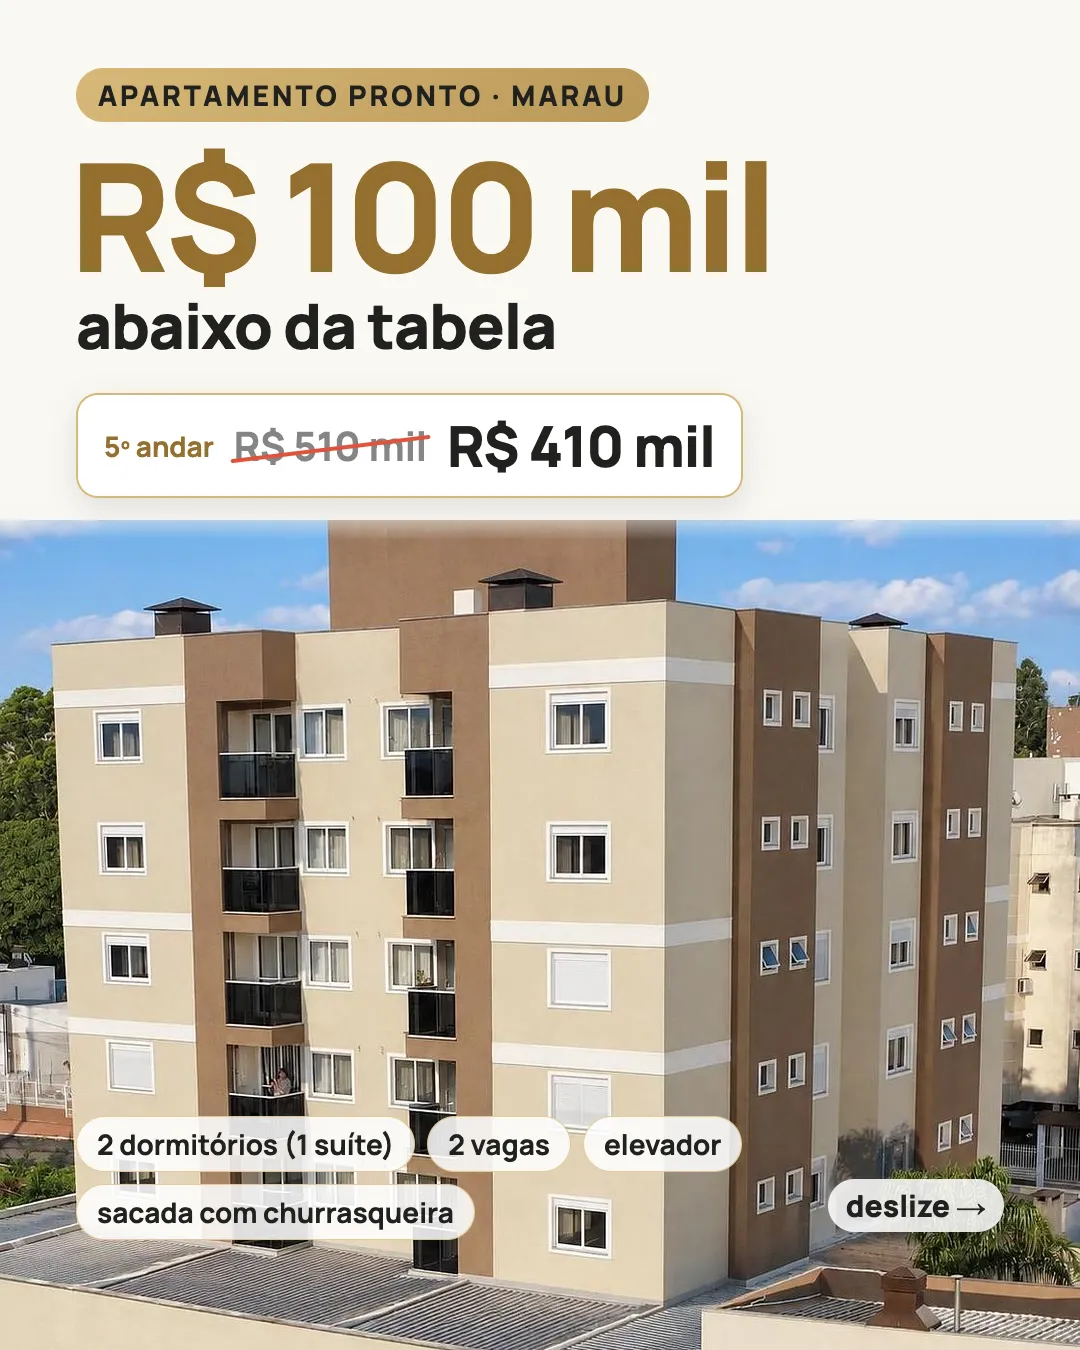 APARTAMENTO PRONTO · MARAU
R$ 100 mil
abaixo da tabela
5º andar R$ 510 mil R$ 410 mil
2 dormitórios (1 suíte) 2 vagas elevador
sacada com churrasqueira
deslize →